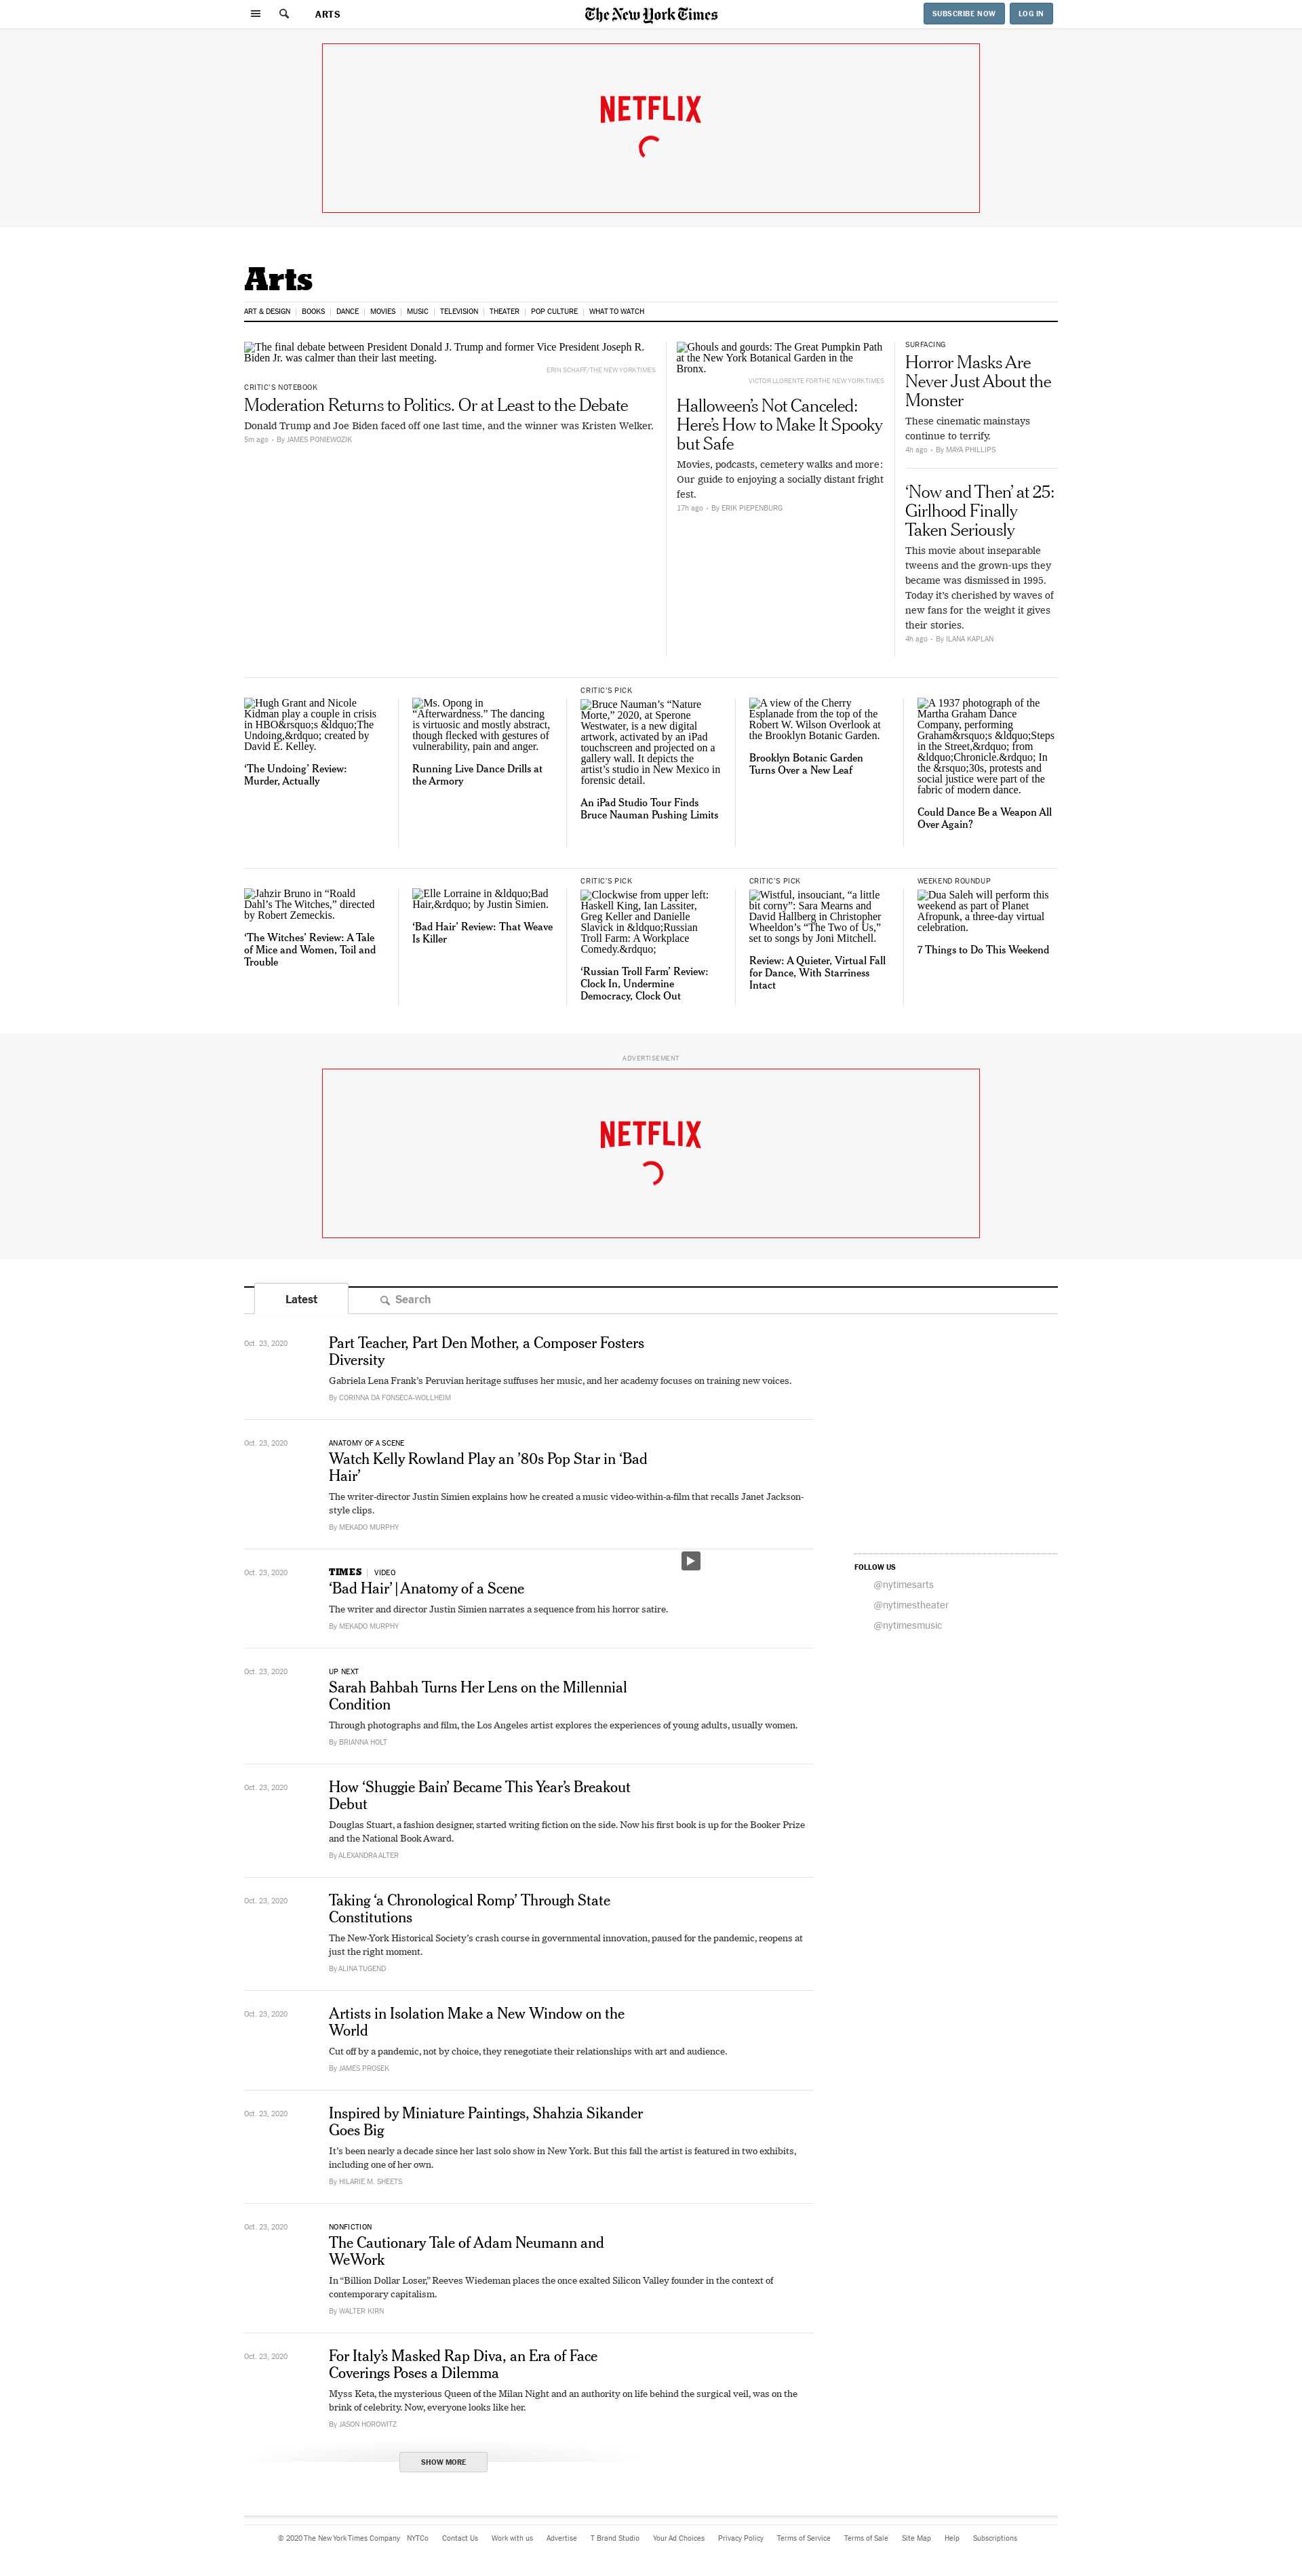 ARTS
The New York Times
SUBSCRIBE NOW
LOG IN
NETFLIX
Arts
ART & DESIGN
BOOKS
DANCE
MOVIES
MUSIC
TELEVISION
THEATER
POP CULTURE
WHAT TO WATCH
The final debate between President Donald J. Trump and former Vice President Joseph R.
Biden Jr. was calmer than their last meeting.
ERIN SCHAFF/THE NEW YORK TIMES
CRITIC'S NOTEBOOK
Moderation Returns to Politics. Or at Least to the Debate
Donald Trump and Joe Biden faced off one last time, and the winner was Kristen Welker.
5m ago • By JAMES PONIEWOZIK
Ghouls and gourds: The Great Pumpkin Path
at the New York Botanical Garden in the
Bronx.
VICTOR LLORENTE FOR THE NEW YORK TIMES
Halloween’s Not Canceled:
Here’s How to Make It Spooky
but Safe
Movies, podcasts, cemetery walks and more:
Our guide to enjoying a socially distant fright
fest.
17h ago • By ERIK PIEPENBURG
SURFACING
Horror Masks Are
Never Just About the
Monster
These cinematic mainstays
continue to terrify.
4h ago • By MAYA PHILLIPS
‘Now and Then’ at 25:
Girlhood Finally
Taken Seriously
This movie about inseparable
tweens and the grown-ups they
became was dismissed in 1995.
Today it’s cherished by waves of
new fans for the weight it gives
their stories.
4h ago • By ILANA KAPLAN
Hugh Grant and Nicole
Kidman play a couple in crisis
in HBO&rsquo;s &ldquo;The
Undoing,&rdquo; created by
David E. Kelley.
‘The Undoing’ Review:
Murder, Actually
Ms. Opong in
“Afterwardness.” The dancing
is virtuosic and mostly abstract,
though flecked with gestures of
vulnerability, pain and anger.
Running Live Dance Drills at
the Armory
CRITIC’S PICK
Bruce Nauman’s “Nature
Morte,” 2020, at Sperone
Westwater, is a new digital
artwork, activated by an iPad
touchscreen and projected on a
gallery wall. It depicts the
artist’s studio in New Mexico in
forensic detail.
An iPad Studio Tour Finds
Bruce Nauman Pushing Limits
A view of the Cherry
Esplanade from the top of the
Robert W. Wilson Overlook at
the Brooklyn Botanic Garden.
Brooklyn Botanic Garden
Turns Over a New Leaf
A 1937 photograph of the
Martha Graham Dance
Company, performing
Graham&rsquo;s &ldquo;Steps
in the Street,&rdquo; from
&ldquo;Chronicle.&rdquo; In
the &rsquo;30s, protests and
social justice were part of the
fabric of modern dance.
Could Dance Be a Weapon All
Over Again?
Jahzir Bruno in “Roald
Dahl’s The Witches,” directed
by Robert Zemeckis.
‘The Witches’ Review: A Tale
of Mice and Women, Toil and
Trouble
Elle Lorraine in &ldquo;Bad
Hair,&rdquo; by Justin Simien.
‘Bad Hair’ Review: That Weave
Is Killer
CRITIC’S PICK
Clockwise from upper left:
Haskell King, Ian Lassiter,
Greg Keller and Danielle
Slavick in &ldquo;Russian
Troll Farm: A Workplace
Comedy.&rdquo;
‘Russian Troll Farm’ Review:
Clock In, Undermine
Democracy, Clock Out
CRITIC’S PICK
Wistful, insouciant, “a little
bit corny”: Sara Mearns and
David Hallberg in Christopher
Wheeldon’s “The Two of Us,”
set to songs by Joni Mitchell.
Review: A Quieter, Virtual Fall
for Dance, With Starriness
Intact
WEEKEND ROUNDUP
Dua Saleh will perform this
weekend as part of Planet
Afropunk, a three-day virtual
celebration.
7 Things to Do This Weekend
ADVERTISEMENT
NETFLIX
Latest
Search
Oct. 23, 2020
Part Teacher, Part Den Mother, a Composer Fosters
Diversity
Gabriela Lena Frank’s Peruvian heritage suffuses her music, and her academy focuses on training new voices.
By CORINNA DA FONSECA-WOLLHEIM
Oct. 23, 2020
ANATOMY OF A SCENE
Watch Kelly Rowland Play an ’80s Pop Star in ‘Bad
Hair’
The writer-director Justin Simien explains how he created a music video-within-a-film that recalls Janet Jackson-
style clips.
By MEKADO MURPHY
Oct. 23, 2020
TIMES | VIDEO
‘Bad Hair’ | Anatomy of a Scene
The writer and director Justin Simien narrates a sequence from his horror satire.
By MEKADO MURPHY
FOLLOW US
@nytimesarts
@nytimestheater
@nytimesmusic
Oct. 23, 2020
UP NEXT
Sarah Bahbah Turns Her Lens on the Millennial
Condition
Through photographs and film, the Los Angeles artist explores the experiences of young adults, usually women.
By BRIANNA HOLT
Oct. 23, 2020
How ‘Shuggie Bain’ Became This Year’s Breakout
Debut
Douglas Stuart, a fashion designer, started writing fiction on the side. Now his first book is up for the Booker Prize
and the National Book Award.
By ALEXANDRA ALTER
Oct. 23, 2020
Taking ‘a Chronological Romp’ Through State
Constitutions
The New-York Historical Society’s crash course in governmental innovation, paused for the pandemic, reopens at
just the right moment.
By ALINA TUGEND
Oct. 23, 2020
Artists in Isolation Make a New Window on the
World
Cut off by a pandemic, not by choice, they renegotiate their relationships with art and audience.
By JAMES PROSEK
Oct. 23, 2020
Inspired by Miniature Paintings, Shahzia Sikander
Goes Big
It’s been nearly a decade since her last solo show in New York. But this fall the artist is featured in two exhibits,
including one of her own.
By HILARIE M. SHEETS
Oct. 23, 2020
NONFICTION
The Cautionary Tale of Adam Neumann and
WeWork
In “Billion Dollar Loser,” Reeves Wiedeman places the once exalted Silicon Valley founder in the context of
contemporary capitalism.
By WALTER KIRN
Oct. 23, 2020
For Italy’s Masked Rap Diva, an Era of Face
Coverings Poses a Dilemma
Myss Keta, the mysterious Queen of the Milan Night and an authority on life behind the surgical veil, was on the
brink of celebrity. Now, everyone looks like her.
By JASON HOROWITZ
SHOW MORE
© 2020 The New York Times Company
NYTCo
Contact Us
Work with us
Advertise
T Brand Studio
Your Ad Choices
Privacy Policy
Terms of Service
Terms of Sale
Site Map
Help
Subscriptions